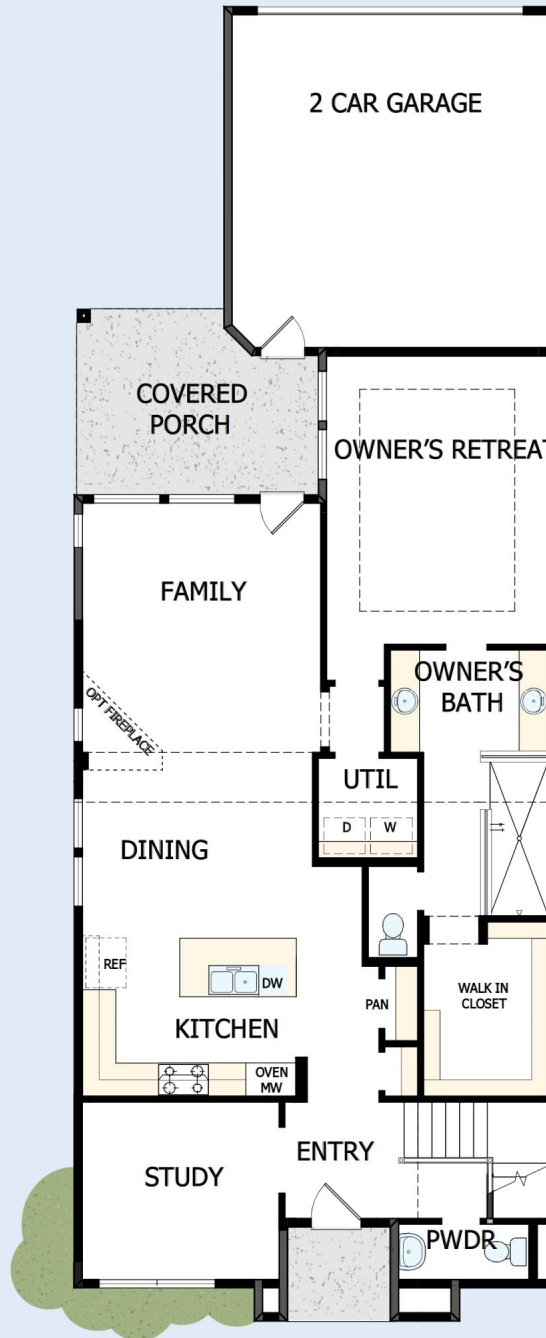 2 CAR GARAGE
COVERED
PORCH
OWNER'S RETREAT
FAMILY
OWNER'S
BATH
OPT FIREPLACE
UTIL
D
W
DINING
REF
DW
PAN
WALK IN
CLOSET
KITCHEN
OVEN
MW
ENTRY
STUDY
PWDR